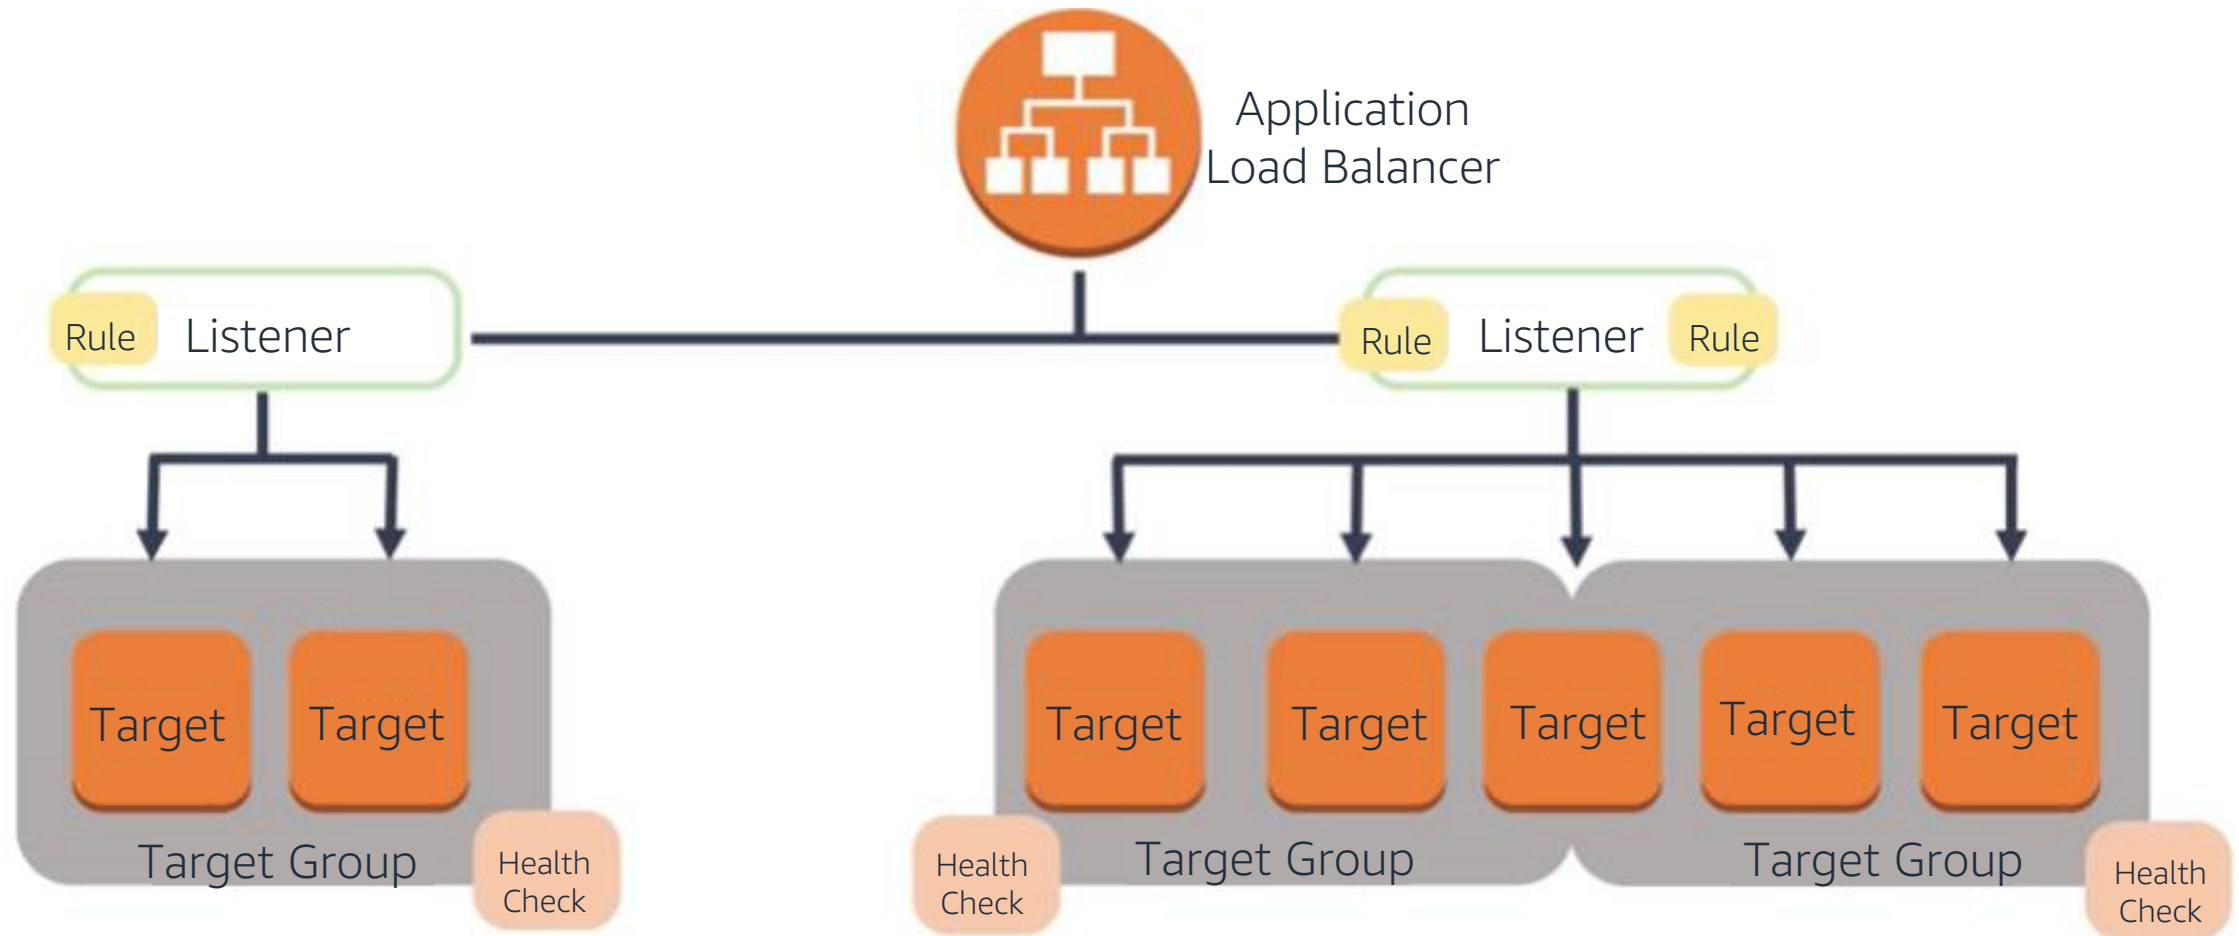 Application
Load Balancer
Rule
Listener
Rule
Listener
Rule
Target
Target
Target
Target
Target
Target
Target
Target Group
Health
Check
Health
Check
Target Group
Target Group
Health
Check